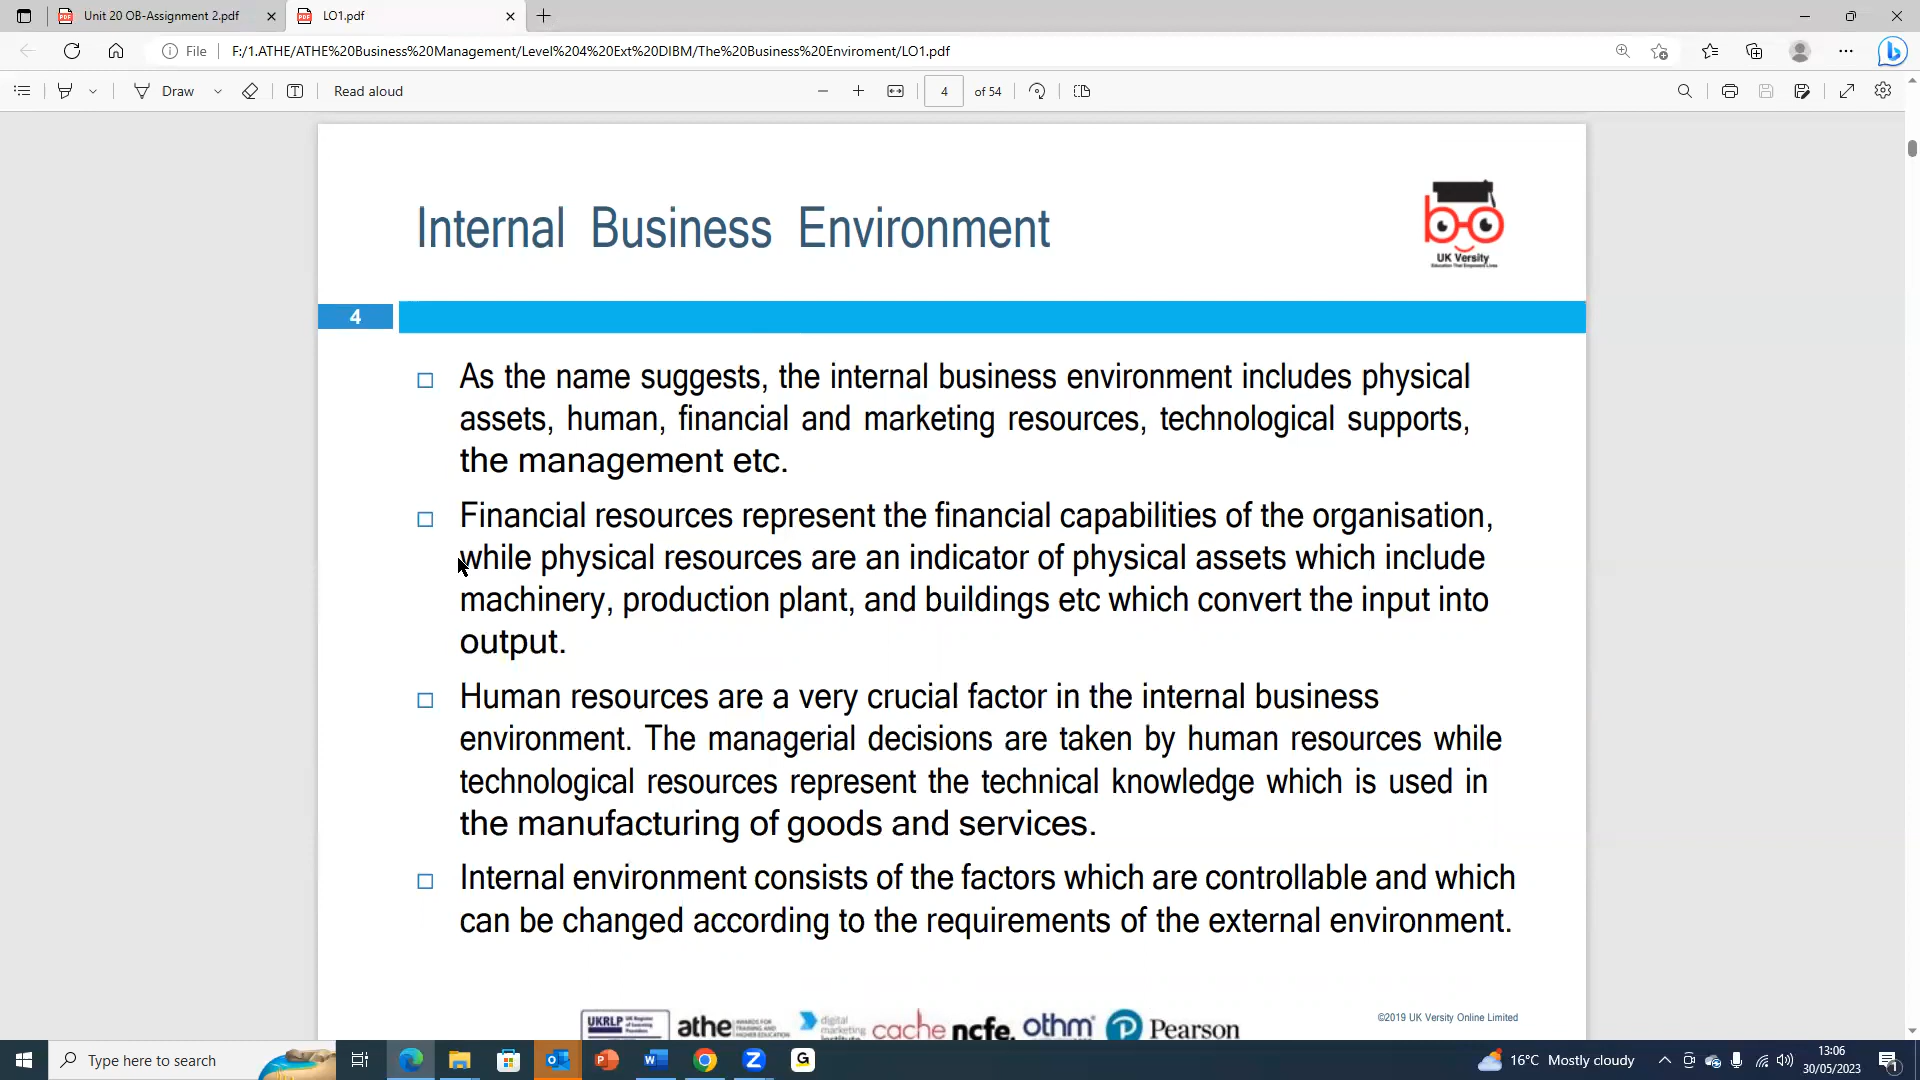 Unit 20 OB-Assignment 2.pdf
LO1.pdf
File
F:/1.ATHE/ATHE%20Business%20Management/Level%204%20Ext%20DIBM/The%20Business%20Enviroment/LO1.pdf
Draw
Read aloud
4 of 54
Internal Business Environment
UK Versity
Education That Empowers Lives
4
As the name suggests, the internal business environment includes physical
assets, human, financial and marketing resources, technological supports,
the management etc.
Financial resources represent the financial capabilities of the organisation,
while physical resources are an indicator of physical assets which include
machinery, production plant, and buildings etc which convert the input into
output.
Human resources are a very crucial factor in the internal business
environment. The managerial decisions are taken by human resources while
technological resources represent the technical knowledge which is used in
the manufacturing of goods and services.
Internal environment consists of the factors which are controllable and which
can be changed according to the requirements of the external environment.
UKRLP
athe
digital
marketing
cache ncfe. othm Pearson
©2019 UK Versity Online Limited
Type here to search
16°C Mostly cloudy
13:06
30/05/2023